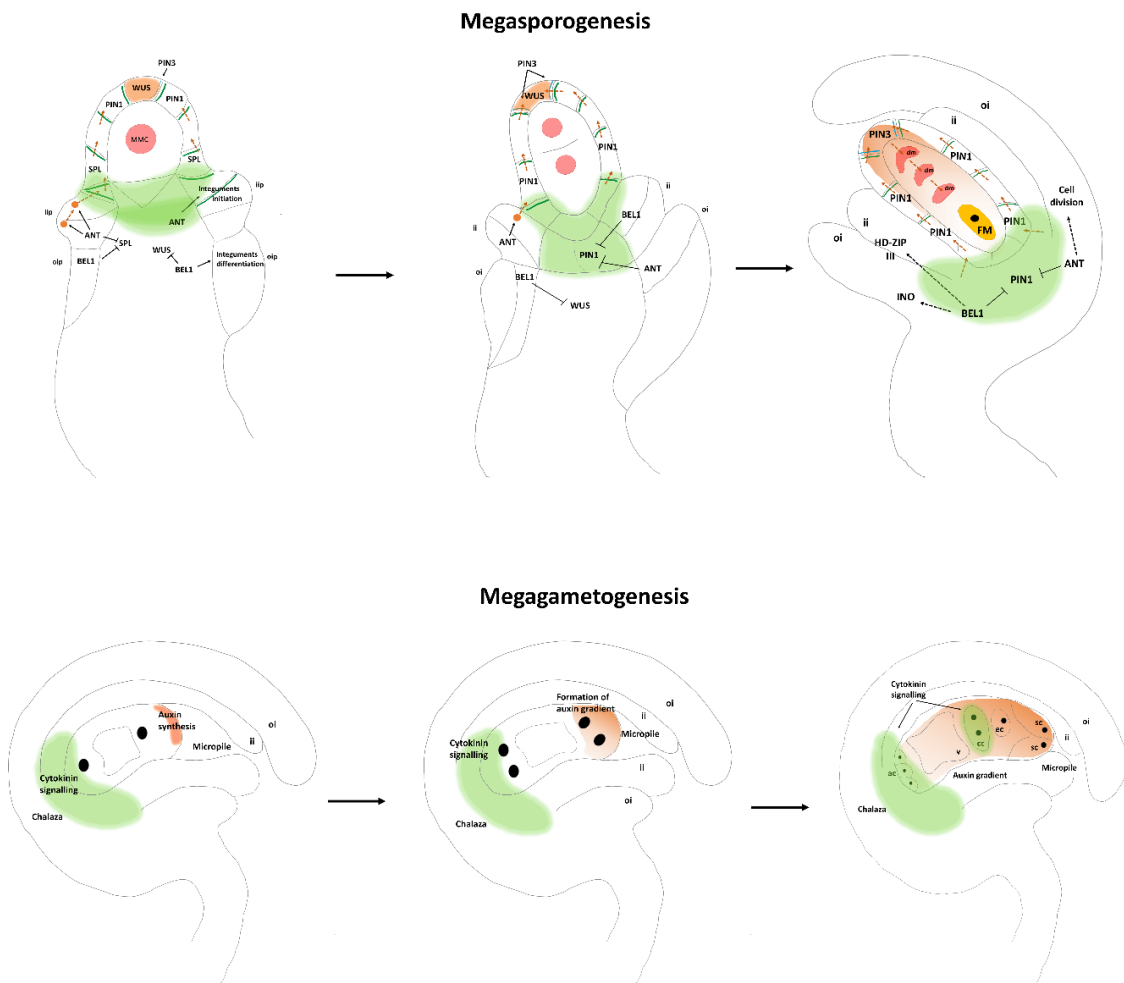 Megasporogenesis
PIN3
WUS
PIN1
PIN1
MMC
SPL
SPL
Integuments
initiation
iip
iip
ANT
ANT
SPL
WUS
oip
BEL1
BEL1
Integuments
differentiation
oip
PIN3
WUS
PIN1
PIN1
ii
oi
BEL1
ii
ANT
PIN1
oi
BEL1
ANT
WUS
oi
ii
PIN3
PIN1
dm
dm
dm
Cell
division
PIN1
PIN1
FM
ii
PIN1
oi
HD-ZIP
III
ANT
PIN1
INO
BEL1
Megagametogenesis
Auxin
synthesis
oi
ii
Micropile
Cytokinin
signalling
Chalaza
Formation of
auxin gradient
ii
oi
Micropile
Cytokinin
signalling
ii
oi
Chalaza
Cytokinin
signalling
oi
sc
ec
ii
cc
sc
v
ac
Micropile
Auxin gradient
Chalaza